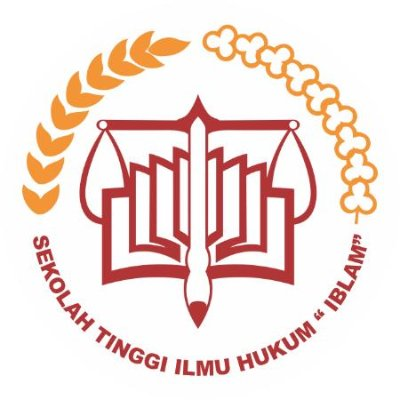 SEKOLAH TINGGI ILMU HUKUM “ IBLAM”